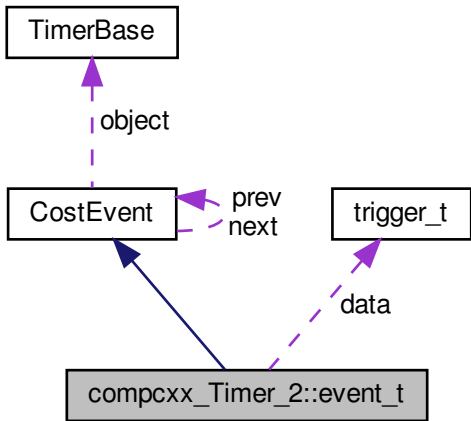 TimerBase
object
CostEvent
prev
next
trigger_t
data
compcxx_Timer_2::event_t